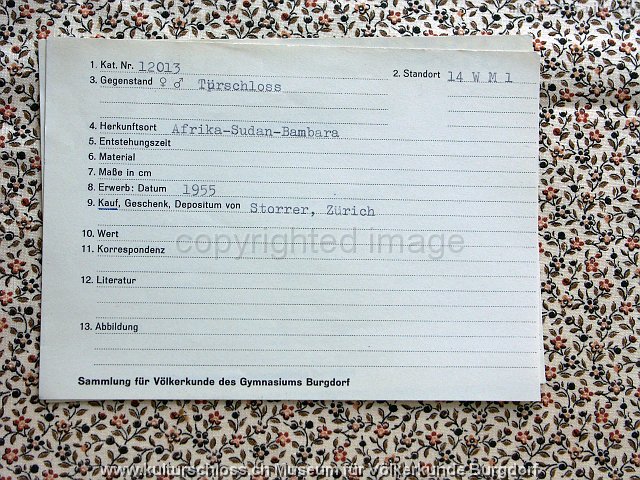 1. Kat. Nr. 12013
2. Standort 14 W M 1
3. Gegenstand ♀ ♂ Türschloss
4. Herkunftsort Afrika-Sudan-Bambara
5. Entstehungszeit
6. Material
7. Maße in cm
8. Erwerb: Datum 1955
9. Kauf, Geschenk, Depositum von Storrer, Zürich
10. Wert
copyrighted image
11. Korrespondenz
12. Literatur
13. Abbildung
Sammlung für Völkerkunde des Gymnasiums Burgdorf
www.kulturschloss.ch Museum für Völkerkunde Burgdorf